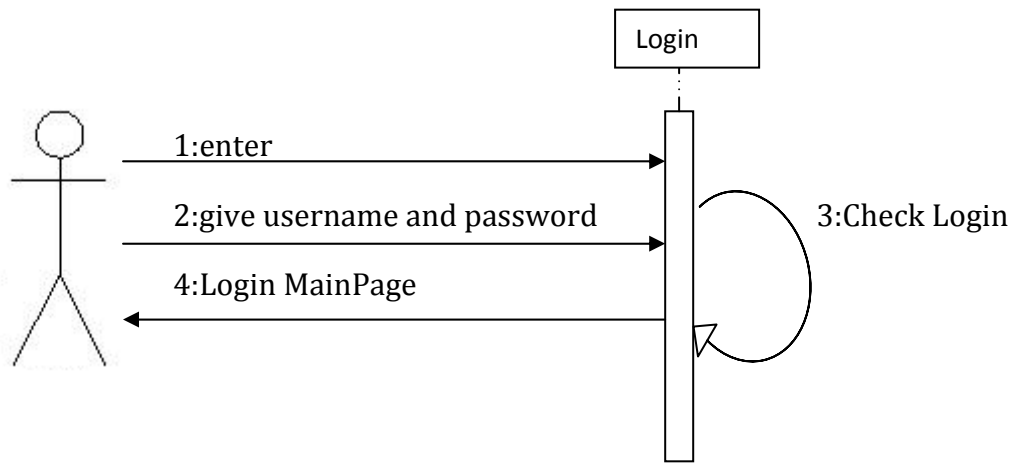 Login
1:enter
2:give username and password
3:Check Login
4:Login MainPage